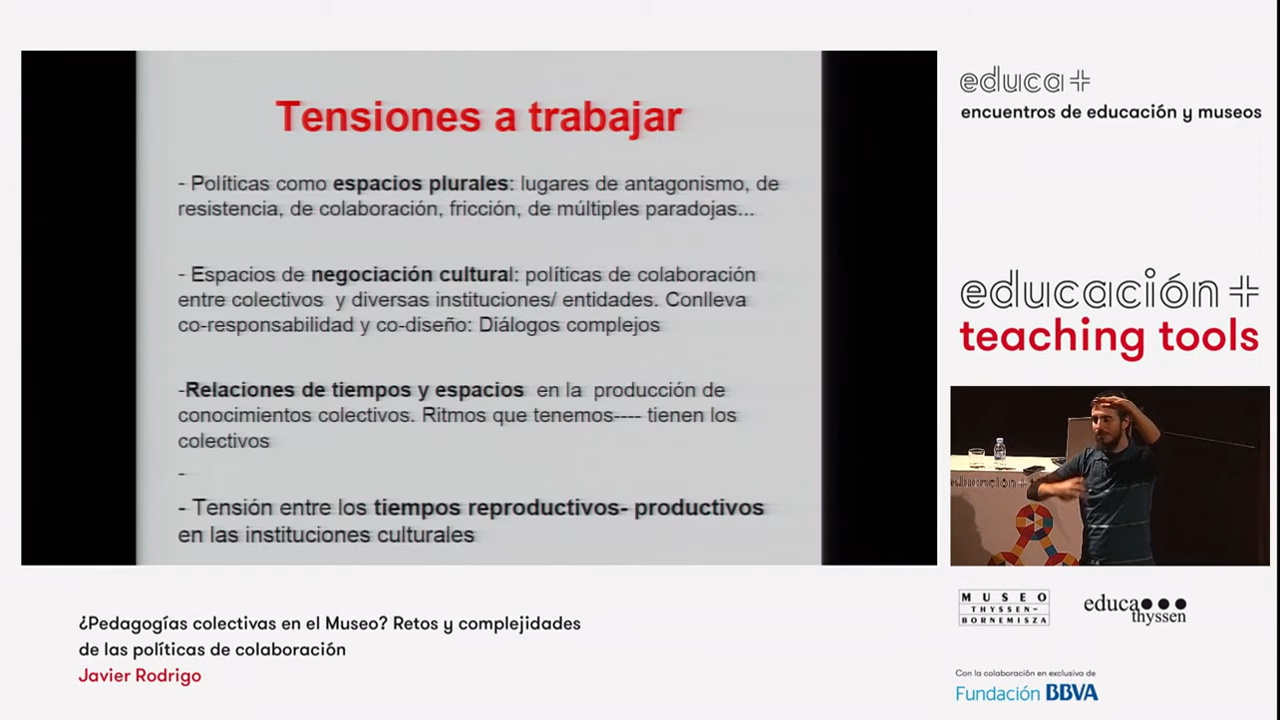 Tensiones a trabajar
- Políticas como espacios plurales: lugares de antagonismo, de
resistencia, de colaboración, fricción, de múltiples paradojas...
- Espacios de negociación cultural: políticas de colaboración
entre colectivos y diversas instituciones/ entidades. Conlleva
co-responsabilidad y co-diseño: Diálogos complejos
-Relaciones de tiempos y espacios en la producción de
conocimientos colectivos. Ritmos que tenemos---- tienen los
colectivos
-
- Tensión entre los tiempos reproductivos- productivos
en las instituciones culturales
¿Pedagogías colectivas en el Museo? Retos y complejidades
de las políticas de colaboración
Javier Rodrigo
educa+
encuentros de educación y museos
educación+
teaching tools
educación+
MUSEO
THYSSEN-
BORNEMISZA
educa
thyssen
Con la colaboración en exclusiva de
Fundación BBVA